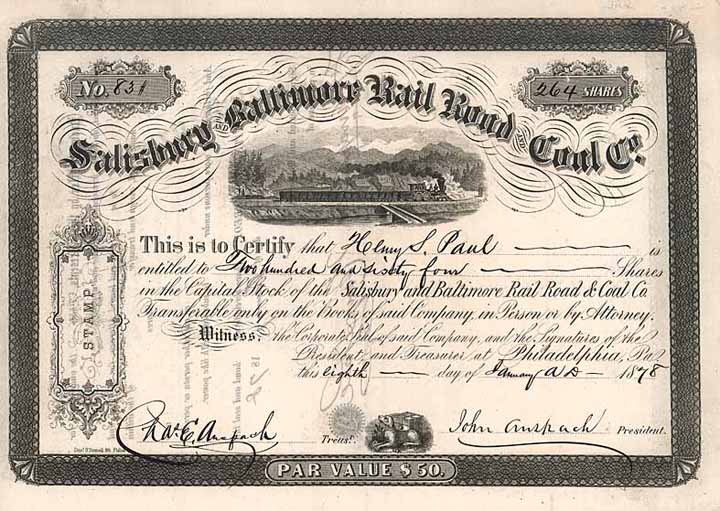 No. 831
264 SHARES
Salisbury AND Baltimore Rail Road AND Coal Co.
This is to Certify that Henry S. Paul is
entitled to Two hundred and sixty four Shares
in the Capital Stock of the Salisbury and Baltimore Rail Road & Coal Co
Transferable only on the Books of said Company, in Person or by Attorney.
Witness, the Corporate Seal of said Company, and the Signatures of the
President, and Treasurer at Philadelphia, Pa
this Eighth day of January AD 1878
STAMP
Anspach Treasr.
John Anspach President.
PAR VALUE $50.